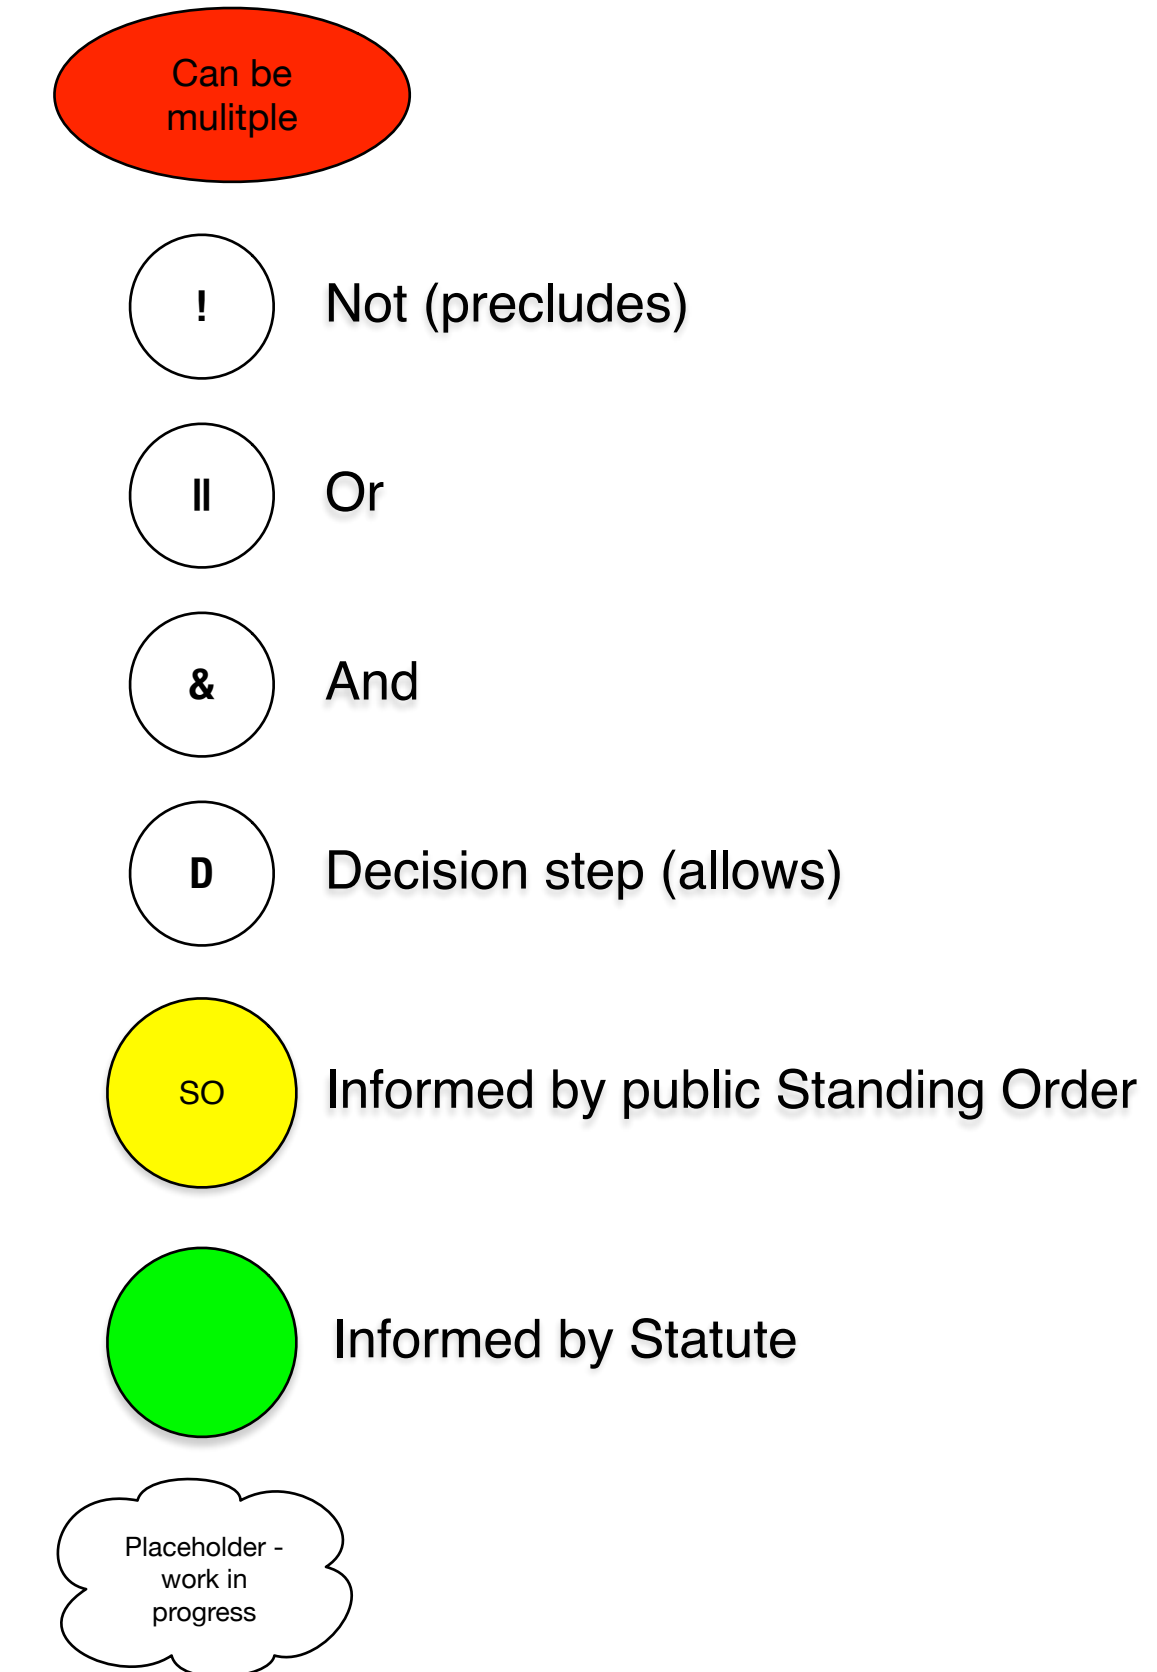 Can be
mulitple
! Not (precludes)
|| Or
& And
D Decision step (allows)
SO Informed by public Standing Order
Informed by Statute
Placeholder -
work in
progress